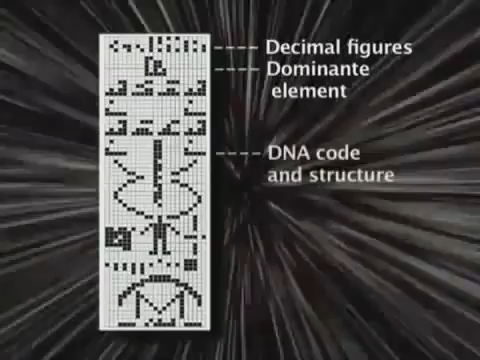 Decimal figures
Dominante
element
DNA code
and structure